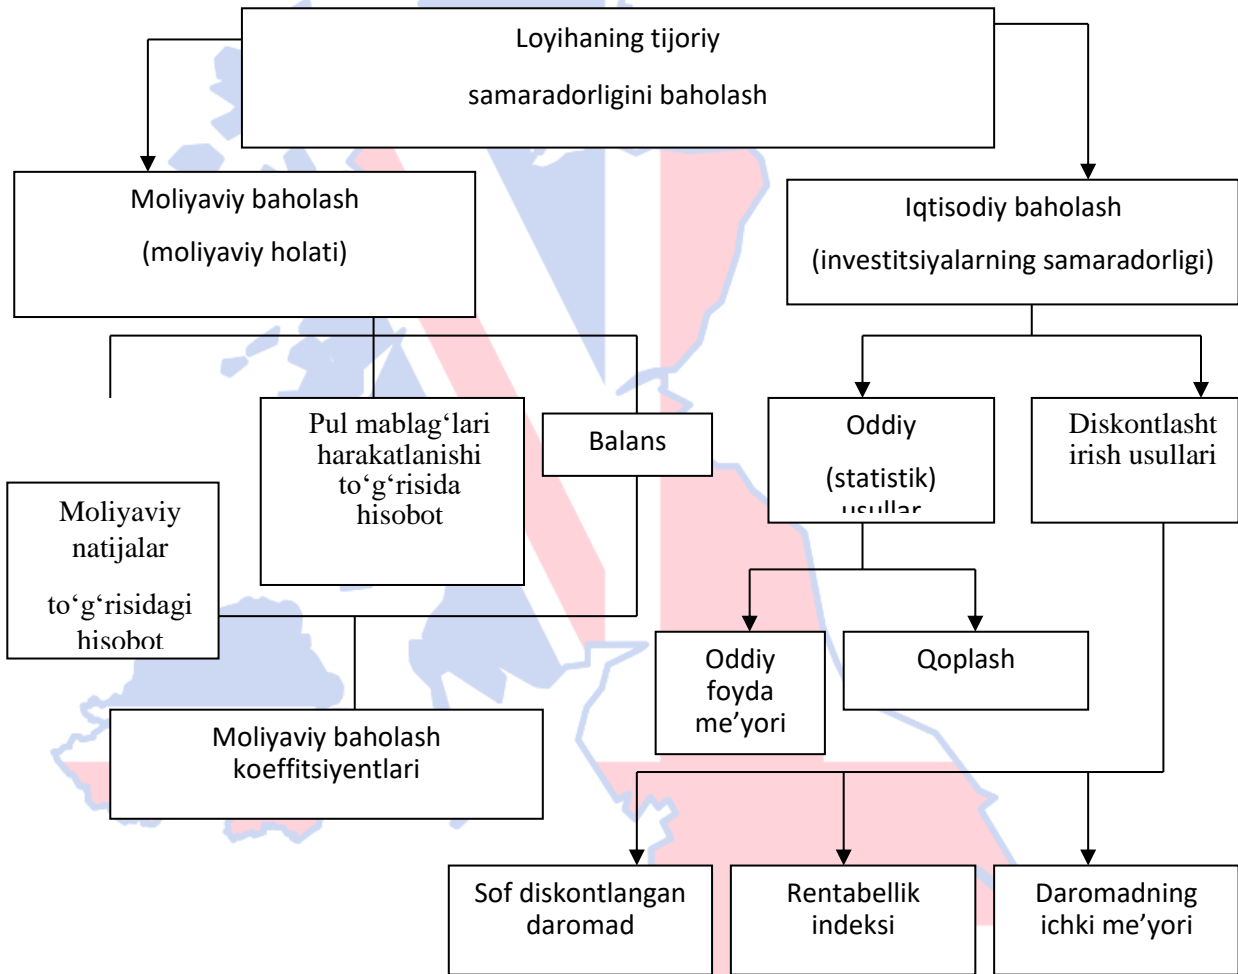 Loyihaning tijoriy
samaradorligini baholash
Moliyaviy baholash
(moliyaviy holati)
Iqtisodiy baholash
(investitsiyalarning samaradorligi)
Pul mablag‘lari
harakatlanishi
to‘g‘risida
hisobot
Balans
Oddiy
(statistik)
usullar
Diskontlasht
irish usullari
Moliyaviy
natijalar
to‘g‘risidagi
hisobot
Oddiy
foyda
me’yori
Qoplash
Moliyaviy baholash
koeffitsiyentlari
Sof diskontlangan
daromad
Rentabellik
indeksi
Daromadning
ichki me’yori